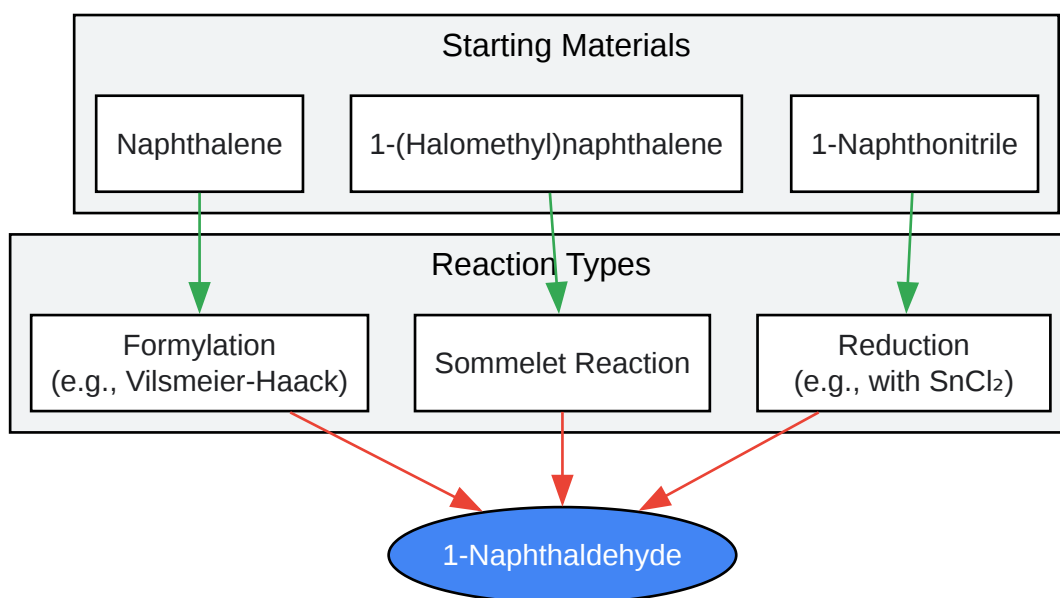 Starting Materials
Naphthalene
1-(Halomethyl)naphthalene
1-Naphthonitrile
Reaction Types
Formylation
(e.g., Vilsmeier-Haack)
Sommelet Reaction
Reduction
(e.g., with SnCl₂)
1-Naphthaldehyde